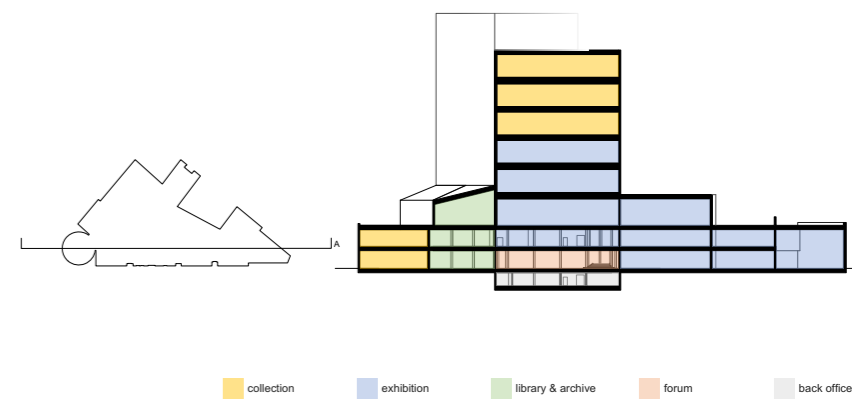 A
collection
exhibition
library & archive
forum
back office